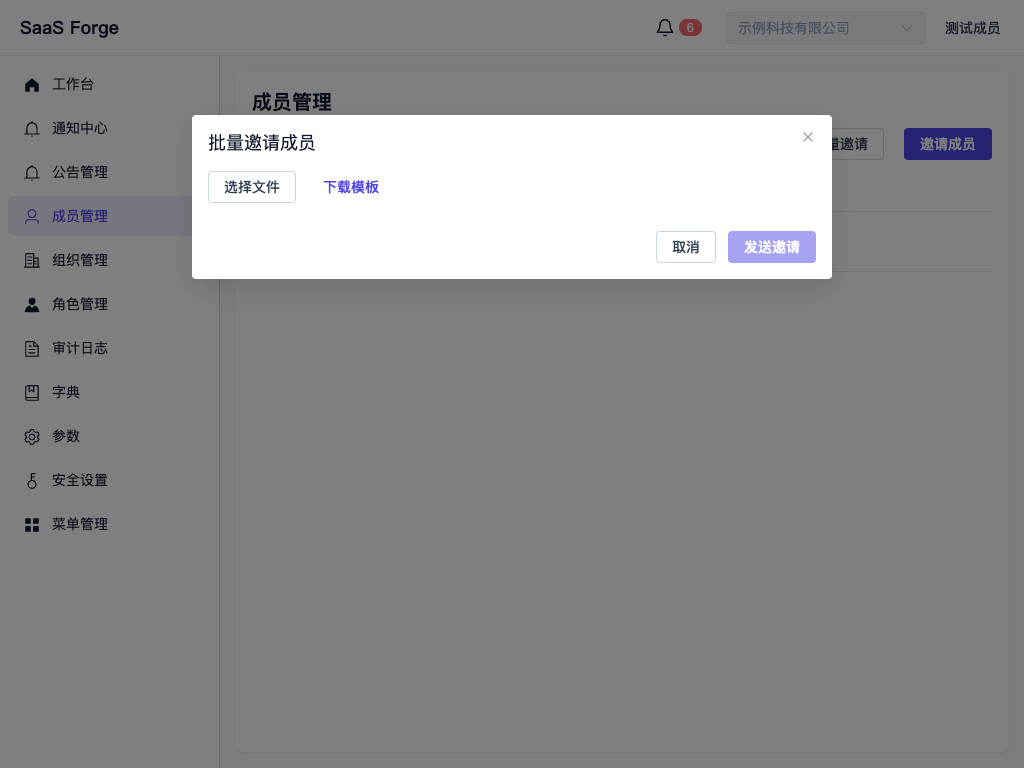 SaaS Forge
6
示例科技有限公司
测试成员
工作台
通知中心
公告管理
成员管理
组织管理
角色管理
审计日志
字典
参数
安全设置
菜单管理
成员管理
量邀请
邀请成员
批量邀请成员
选择文件
下载模板
取消
发送邀请